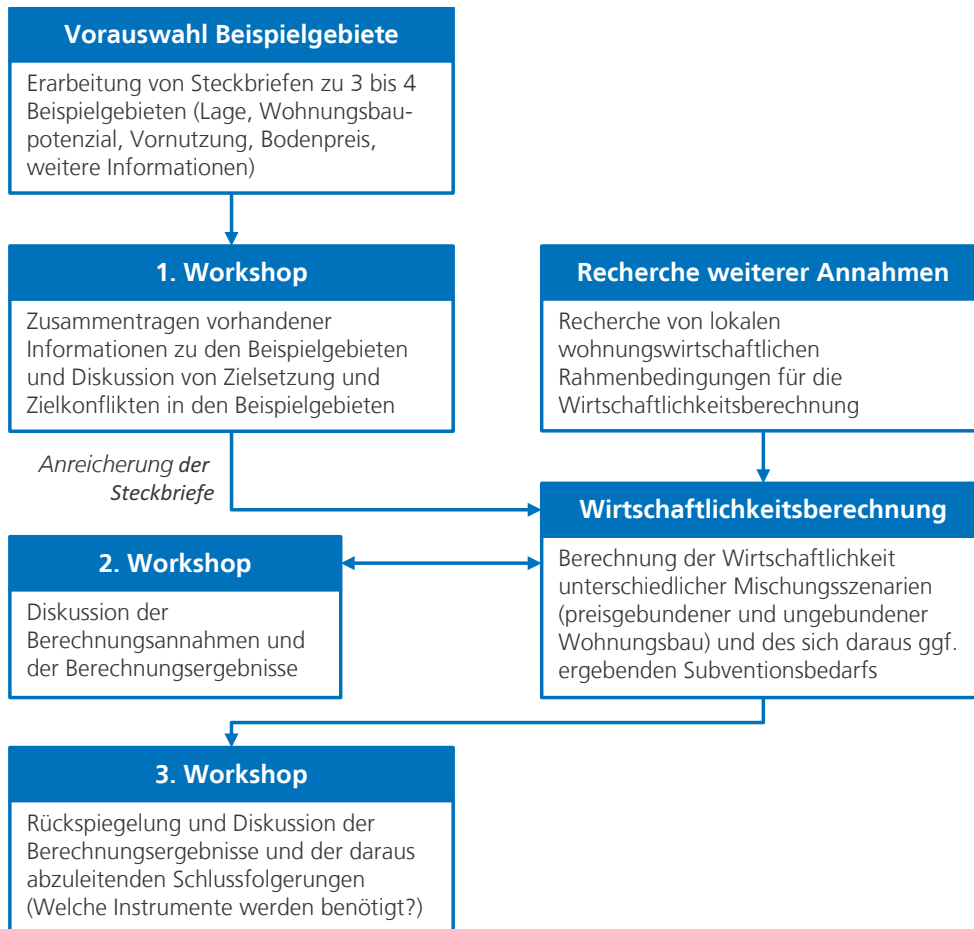 Vorauswahl Beispielgebiete
Erarbeitung von Steckbriefen zu 3 bis 4
Beispielgebieten (Lage, Wohnungsbau-
potenzial, Vornutzung, Bodenpreis,
weitere Informationen)
1. Workshop
Zusammentragen vorhandener
Informationen zu den Beispielgebieten
und Diskussion von Zielsetzung und
Zielkonflikten in den Beispielgebieten
Recherche weiterer Annahmen
Recherche von lokalen
wohnungswirtschaftlichen
Rahmenbedingungen für die
Wirtschaftlichkeitsberechnung
Anreicherung der
Steckbriefe
Wirtschaftlichkeitsberechnung
Berechnung der Wirtschaftlichkeit
unterschiedlicher Mischungsszenarien
(preisgebundener und ungebundener
Wohnungsbau) und des sich daraus ggf.
ergebenden Subventionsbedarfs
2. Workshop
Diskussion der
Berechnungsannahmen und
der Berechnungsergebnisse
3. Workshop
Rückspiegelung und Diskussion der
Berechnungsergebnisse und der daraus
abzuleitenden Schlussfolgerungen
(Welche Instrumente werden benötigt?)